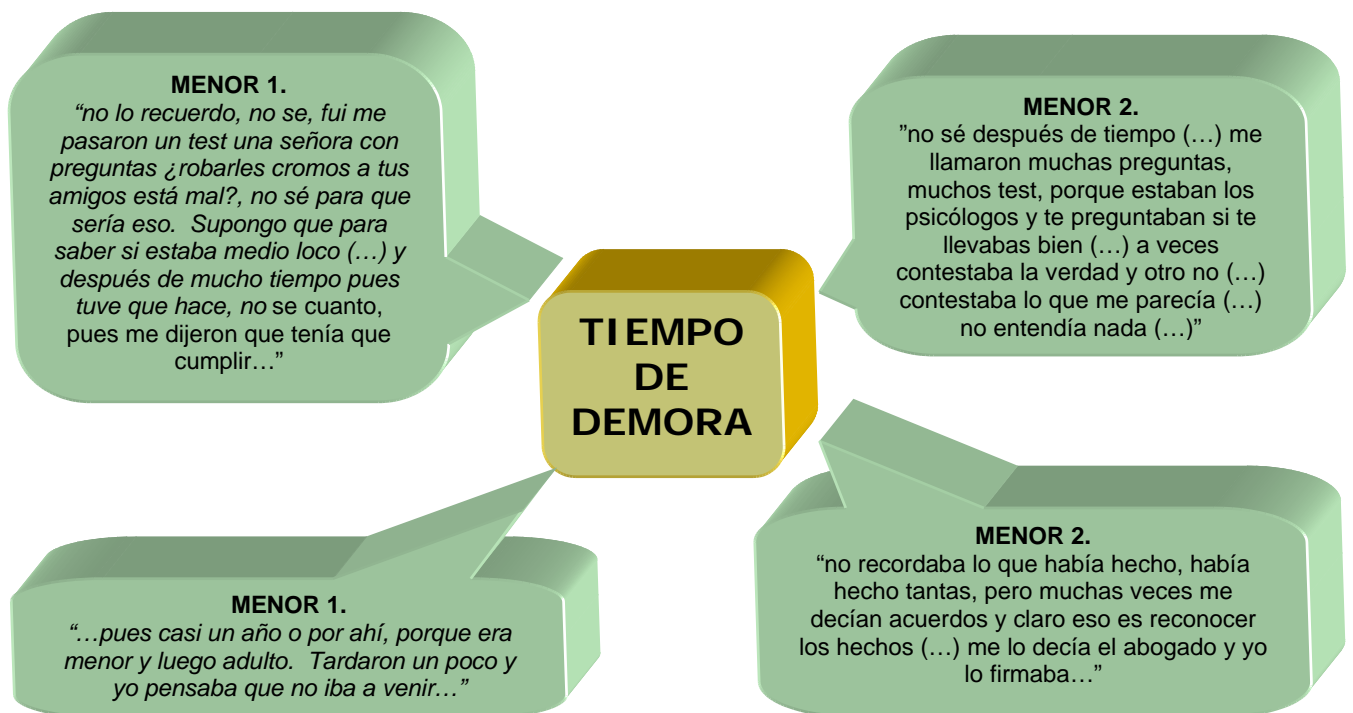 MENOR 1.
“no lo recuerdo, no se, fui me
pasaron un test una señora con
preguntas ¿robarles cromos a tus
amigos está mal?, no sé para que
sería eso. Supongo que para
saber si estaba medio loco (…) y
después de mucho tiempo pues
tuve que hace, no se cuanto,
pues me dijeron que tenía que
cumplir…”
MENOR 2.
”no sé después de tiempo (…) me
llamaron muchas preguntas,
muchos test, porque estaban los
psicólogos y te preguntaban si te
llevabas bien (…) a veces
contestaba la verdad y otro no (…)
contestaba lo que me parecía (…)
no entendía nada (…)”
TIEMPO
DE
DEMORA
MENOR 1.
“…pues casi un año o por ahí, porque era
menor y luego adulto. Tardaron un poco y
yo pensaba que no iba a venir…”
MENOR 2.
“no recordaba lo que había hecho, había
hecho tantas, pero muchas veces me
decían acuerdos y claro eso es reconocer
los hechos (…) me lo decía el abogado y yo
lo firmaba…”